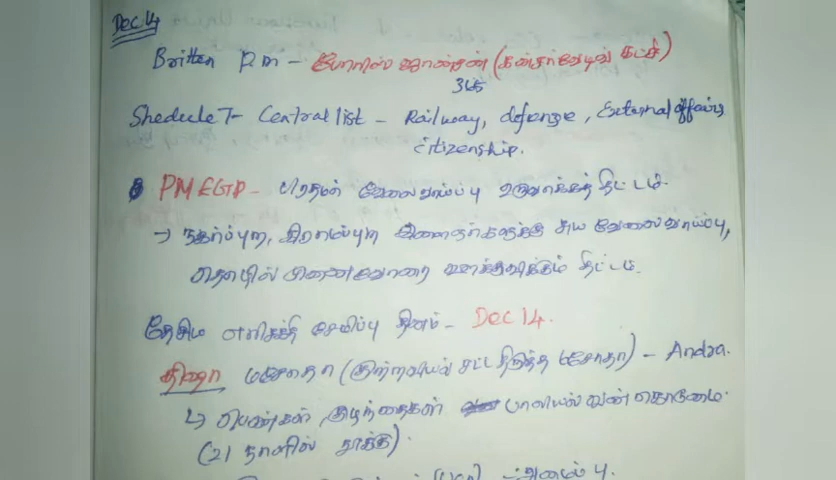 Dec 14
Britten P.m - போரிஸ் ஜான்சன் (கன்சர்வேடிவ் கட்சி)
365
Shedule 7 - Central list - Railway, defense, External affairs
citizenship.
PMEGP - பிரதமர் வேலைவாய்ப்பு உருவாக்கத் திட்டம்.
→ நகர்ப்புற, கிராமப்புற இளைஞர்களுக்கு சுய வேலைவாய்ப்பு,
தொழில் முனைவோரை ஊக்குவிக்கும் திட்டம்.
தேசிய எரிசக்தி சேமிப்பு தினம் - Dec 14.
திஷா மசோதா (குற்றவியல் சட்ட திருத்த மசோதா) - Andra.
↳ பெண்கள், குழந்தைகள் பாலியல் வன்கொடுமை
(21 நாளில் தூக்கு).